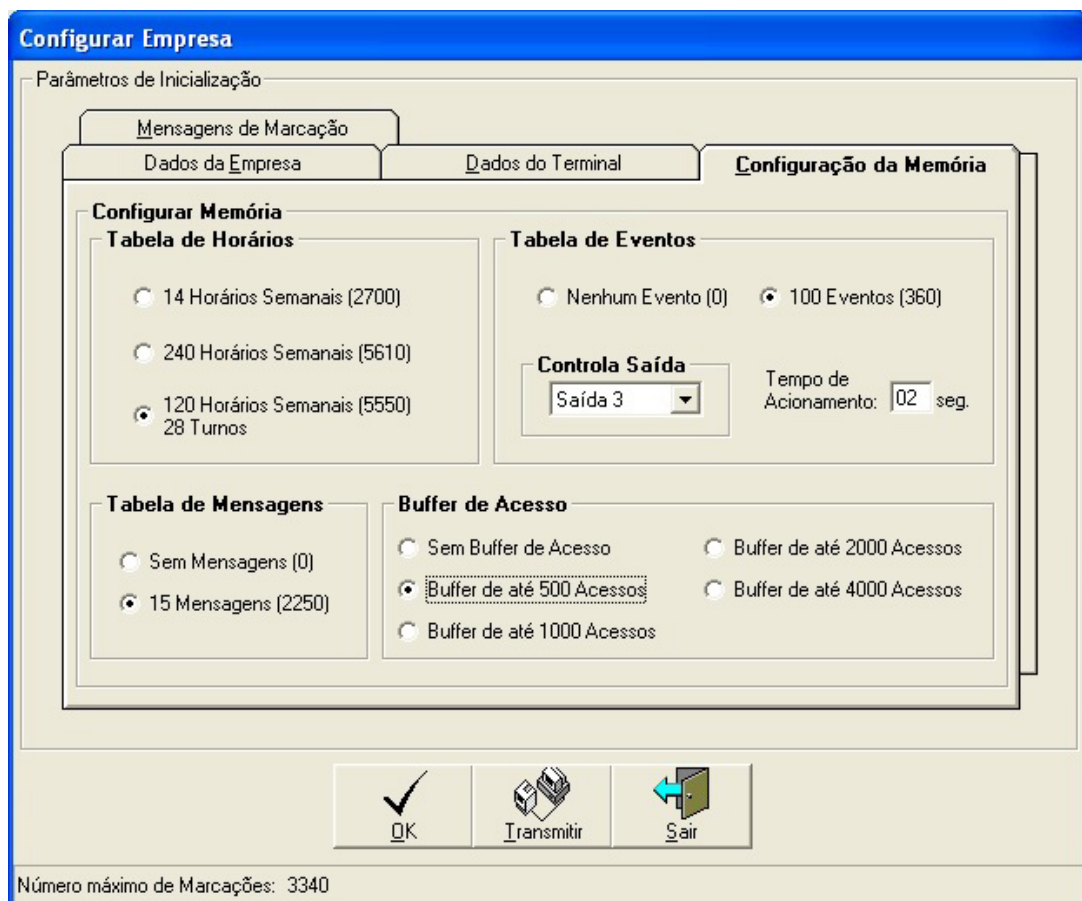 Configurar Empresa
Parâmetros de Inicialização
Mensagens de Marcação
Dados da Empresa
Dados do Terminal
Configuração da Memória
Configurar Memória
Tabela de Horários
14 Horários Semanais (2700)
240 Horários Semanais (5610)
120 Horários Semanais (5550)
28 Turnos
Tabela de Eventos
Nenhum Evento (0)
100 Eventos (360)
Controla Saída
Saída 3
Tempo de
Acionamento: 02 seg.
Tabela de Mensagens
Sem Mensagens (0)
15 Mensagens (2250)
Buffer de Acesso
Sem Buffer de Acesso
Buffer de até 500 Acessos
Buffer de até 1000 Acessos
Buffer de até 2000 Acessos
Buffer de até 4000 Acessos
OK
Transmitir
Sair
Número máximo de Marcações: 3340